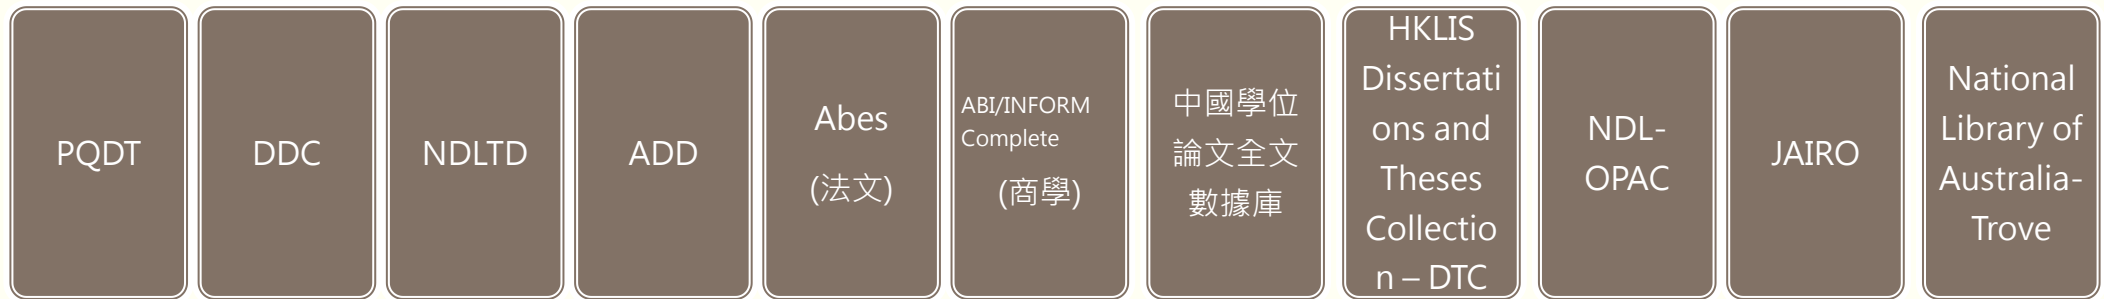 PQDT
DDC
NDLTD
ADD
Abes
(法文)
ABI/INFORM
Complete
(商學)
中國學位
論文全文
數據庫
HKLIS
Dissertati
ons and
Theses
Collectio
n – DTC
NDL-
OPAC
JAIRO
National
Library of
Australia-
Trove